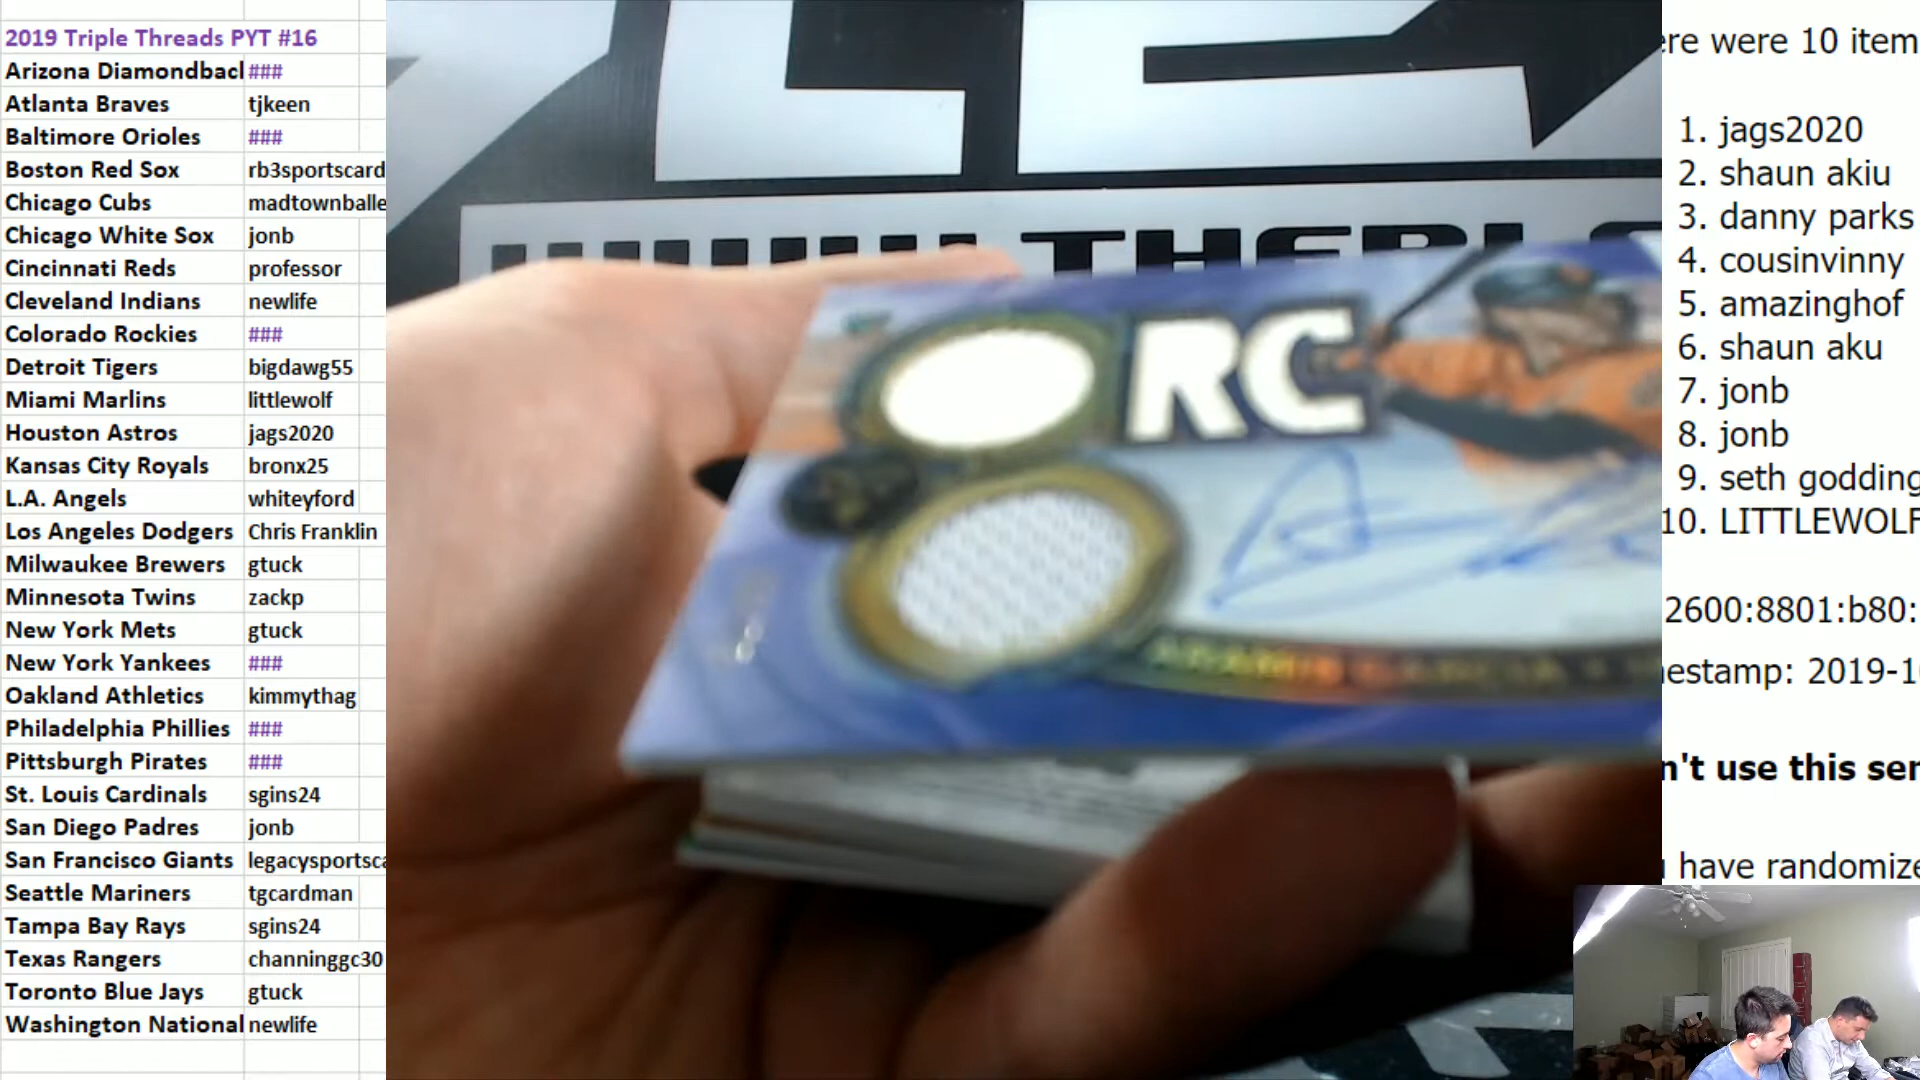 2019 Triple Threads PYT #16
Arizona Diamondbacl ###
Atlanta Braves tjkeen
Baltimore Orioles ###
Boston Red Sox rb3sportscard
Chicago Cubs madtownballe
Chicago White Sox jonb
Cincinnati Reds professor
Cleveland Indians newlife
Colorado Rockies ###
Detroit Tigers bigdawg55
Miami Marlins littlewolf
Houston Astros jags2020
Kansas City Royals bronx25
L.A. Angels whiteyford
Los Angeles Dodgers Chris Franklin
Milwaukee Brewers gtuck
Minnesota Twins zackp
New York Mets gtuck
New York Yankees ###
Oakland Athletics kimmythag
Philadelphia Phillies ###
Pittsburgh Pirates ###
St. Louis Cardinals sgins24
San Diego Padres jonb
San Francisco Giants legacysportsca
Seattle Mariners tgcardman
Tampa Bay Rays sgins24
Texas Rangers channinggc30
Toronto Blue Jays gtuck
Washington National newlife
RC
ARAMIS GARCIA
ere were 10 item
1. jags2020
2. shaun akiu
3. danny parks
4. cousinvinny
5. amazinghof
6. shaun aku
7. jonb
8. jonb
9. seth godding
10. LITTLEWOLF
2600:8801:b80:
estamp: 2019-1
n't use this ser
have randomize